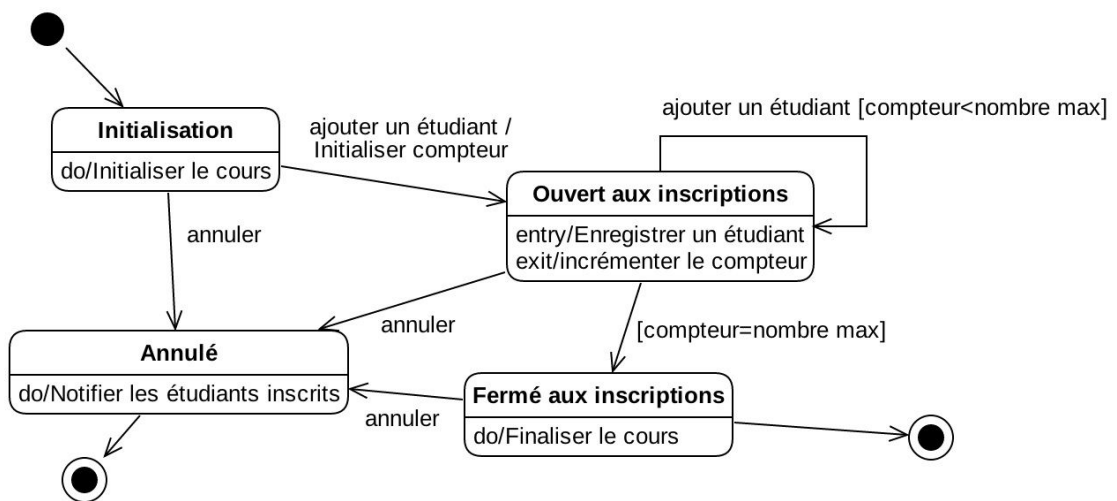 ajouter un étudiant [compteur<nombre max]
Initialisation
do/Initialiser le cours
ajouter un étudiant /
Initialiser compteur
Ouvert aux inscriptions
entry/Enregistrer un étudiant
exit/incrémenter le compteur
annuler
annuler
[compteur=nombre max]
Annulé
do/Notifier les étudiants inscrits
Fermé aux inscriptions
do/Finaliser le cours
annuler